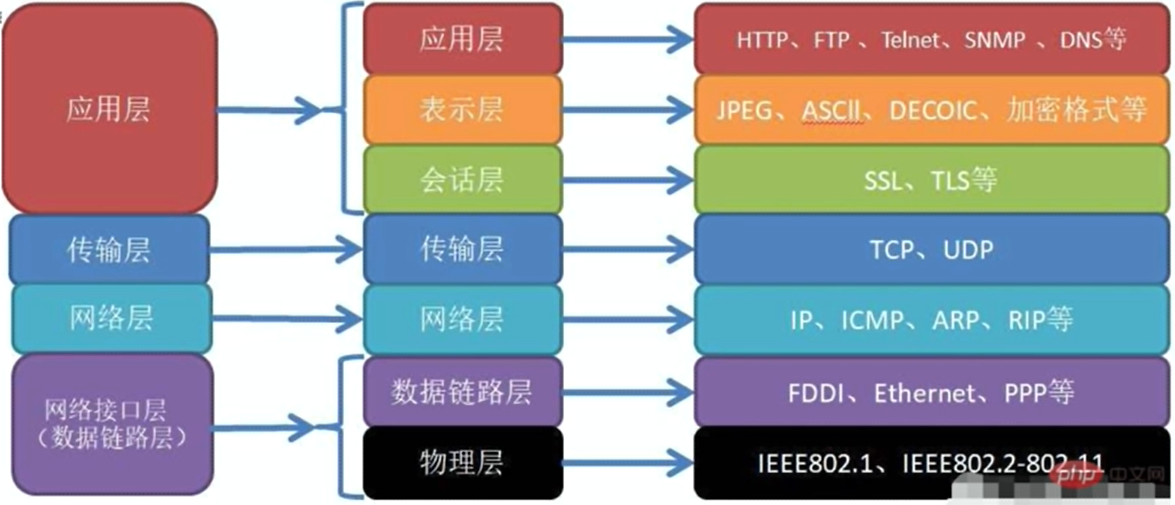 应用层
传输层
网络层
网络接口层
(数据链路层)
应用层
表示层
会话层
传输层
网络层
数据链路层
物理层
HTTP、FTP 、Telnet、SNMP 、DNS等
JPEG、ASCll、DECOIC、加密格式等
SSL、TLS等
TCP、UDP
IP、ICMP、ARP、RIP等
FDDI、Ethernet、PPP等
IEEE802.1、IEEE802.2-802.11
php 中文网